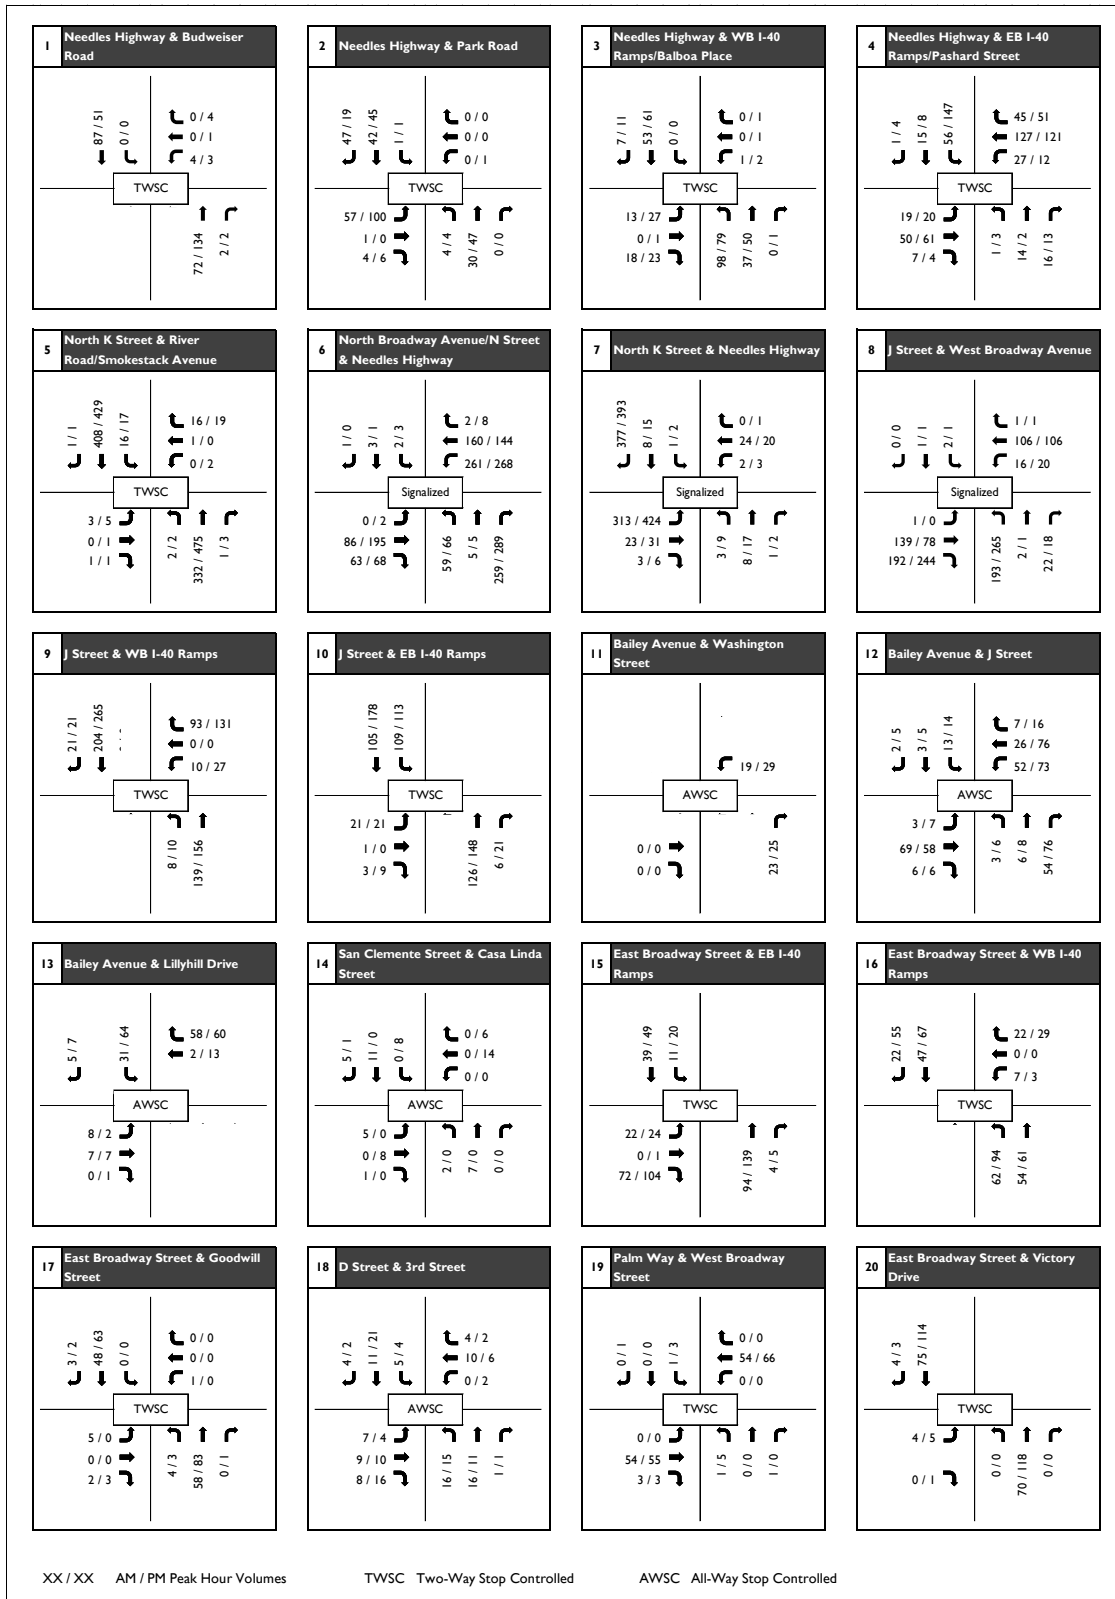 1 Needles Highway & Budweiser Road
87 / 51
0 / 0
0 / 4
0 / 1
4 / 3
TWSC
72 / 134
2 / 2
2 Needles Highway & Park Road
47 / 19
42 / 45
1 / 1
0 / 0
0 / 0
0 / 1
TWSC
57 / 100
1 / 0
4 / 6
4 / 4
30 / 47
0 / 0
3 Needles Highway & WB I-40 Ramps/Balboa Place
7 / 11
53 / 61
0 / 0
0 / 1
0 / 1
1 / 2
TWSC
13 / 27
0 / 1
18 / 23
98 / 79
37 / 50
0 / 1
4 Needles Highway & EB I-40 Ramps/Pashard Street
1 / 4
15 / 8
56 / 147
45 / 51
127 / 121
27 / 12
TWSC
19 / 20
50 / 61
7 / 4
1 / 3
14 / 2
16 / 13
5 North K Street & River Road/Smokestack Avenue
1 / 1
408 / 429
16 / 17
16 / 19
1 / 0
0 / 2
TWSC
3 / 5
0 / 1
1 / 1
2 / 2
332 / 475
1 / 3
6 North Broadway Avenue/N Street & Needles Highway
1 / 0
3 / 1
2 / 3
2 / 8
160 / 144
261 / 268
Signalized
0 / 2
86 / 195
63 / 68
59 / 66
5 / 5
259 / 289
7 North K Street & Needles Highway
377 / 393
8 / 15
1 / 2
0 / 1
24 / 20
2 / 3
Signalized
313 / 424
23 / 31
3 / 6
3 / 9
8 / 17
1 / 2
8 J Street & West Broadway Avenue
0 / 0
1 / 1
2 / 1
1 / 1
106 / 106
16 / 20
Signalized
1 / 0
139 / 78
192 / 244
193 / 265
2 / 1
22 / 18
9 J Street & WB I-40 Ramps
21 / 21
204 / 265
93 / 131
0 / 0
10 / 27
TWSC
8 / 10
139 / 156
10 J Street & EB I-40 Ramps
105 / 178
109 / 113
TWSC
21 / 21
1 / 0
3 / 9
126 / 148
6 / 21
11 Bailey Avenue & Washington Street
19 / 29
AWSC
0 / 0
0 / 0
23 / 25
12 Bailey Avenue & J Street
2 / 5
3 / 5
13 / 14
7 / 16
26 / 76
52 / 73
AWSC
3 / 7
69 / 58
6 / 6
3 / 6
6 / 8
54 / 76
13 Bailey Avenue & Lillyhill Drive
5 / 7
31 / 64
58 / 60
2 / 13
AWSC
8 / 2
7 / 7
0 / 1
14 San Clemente Street & Casa Linda Street
5 / 1
11 / 0
0 / 8
0 / 6
0 / 14
0 / 0
AWSC
5 / 0
0 / 8
1 / 0
2 / 0
7 / 0
0 / 0
15 East Broadway Street & EB I-40 Ramps
39 / 49
11 / 20
TWSC
22 / 24
0 / 1
72 / 104
94 / 139
4 / 5
16 East Broadway Street & WB I-40 Ramps
22 / 55
47 / 67
22 / 29
0 / 0
7 / 3
TWSC
62 / 94
54 / 61
17 East Broadway Street & Goodwill Street
3 / 2
48 / 63
0 / 0
0 / 0
0 / 0
1 / 0
TWSC
5 / 0
0 / 0
2 / 3
4 / 3
58 / 83
0 / 1
18 D Street & 3rd Street
4 / 2
11 / 21
5 / 4
4 / 2
10 / 6
0 / 2
AWSC
7 / 4
9 / 10
8 / 16
16 / 15
16 / 11
1 / 1
19 Palm Way & West Broadway Street
0 / 1
0 / 0
1 / 3
0 / 0
54 / 66
0 / 0
TWSC
0 / 0
54 / 55
3 / 3
1 / 5
0 / 0
1 / 0
20 East Broadway Street & Victory Drive
4 / 3
75 / 114
TWSC
4 / 5
0 / 1
0 / 0
70 / 118
0 / 0
XX / XX AM / PM Peak Hour Volumes TWSC Two-Way Stop Controlled AWSC All-Way Stop Controlled